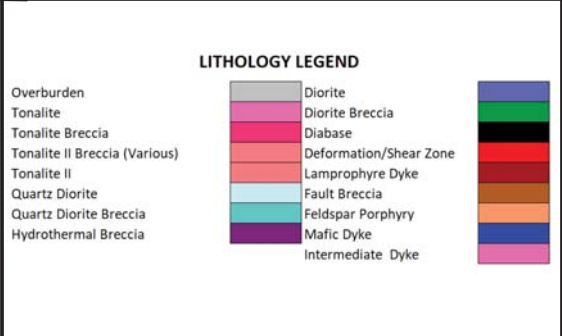 LITHOLOGY LEGEND
Overburden
Tonalite
Tonalite Breccia
Tonalite II Breccia (Various)
Tonalite II
Quartz Diorite
Quartz Diorite Breccia
Hydrothermal Breccia
Diorite
Diorite Breccia
Diabase
Deformation/Shear Zone
Lamprophyre Dyke
Fault Breccia
Feldspar Porphyry
Mafic Dyke
Intermediate Dyke